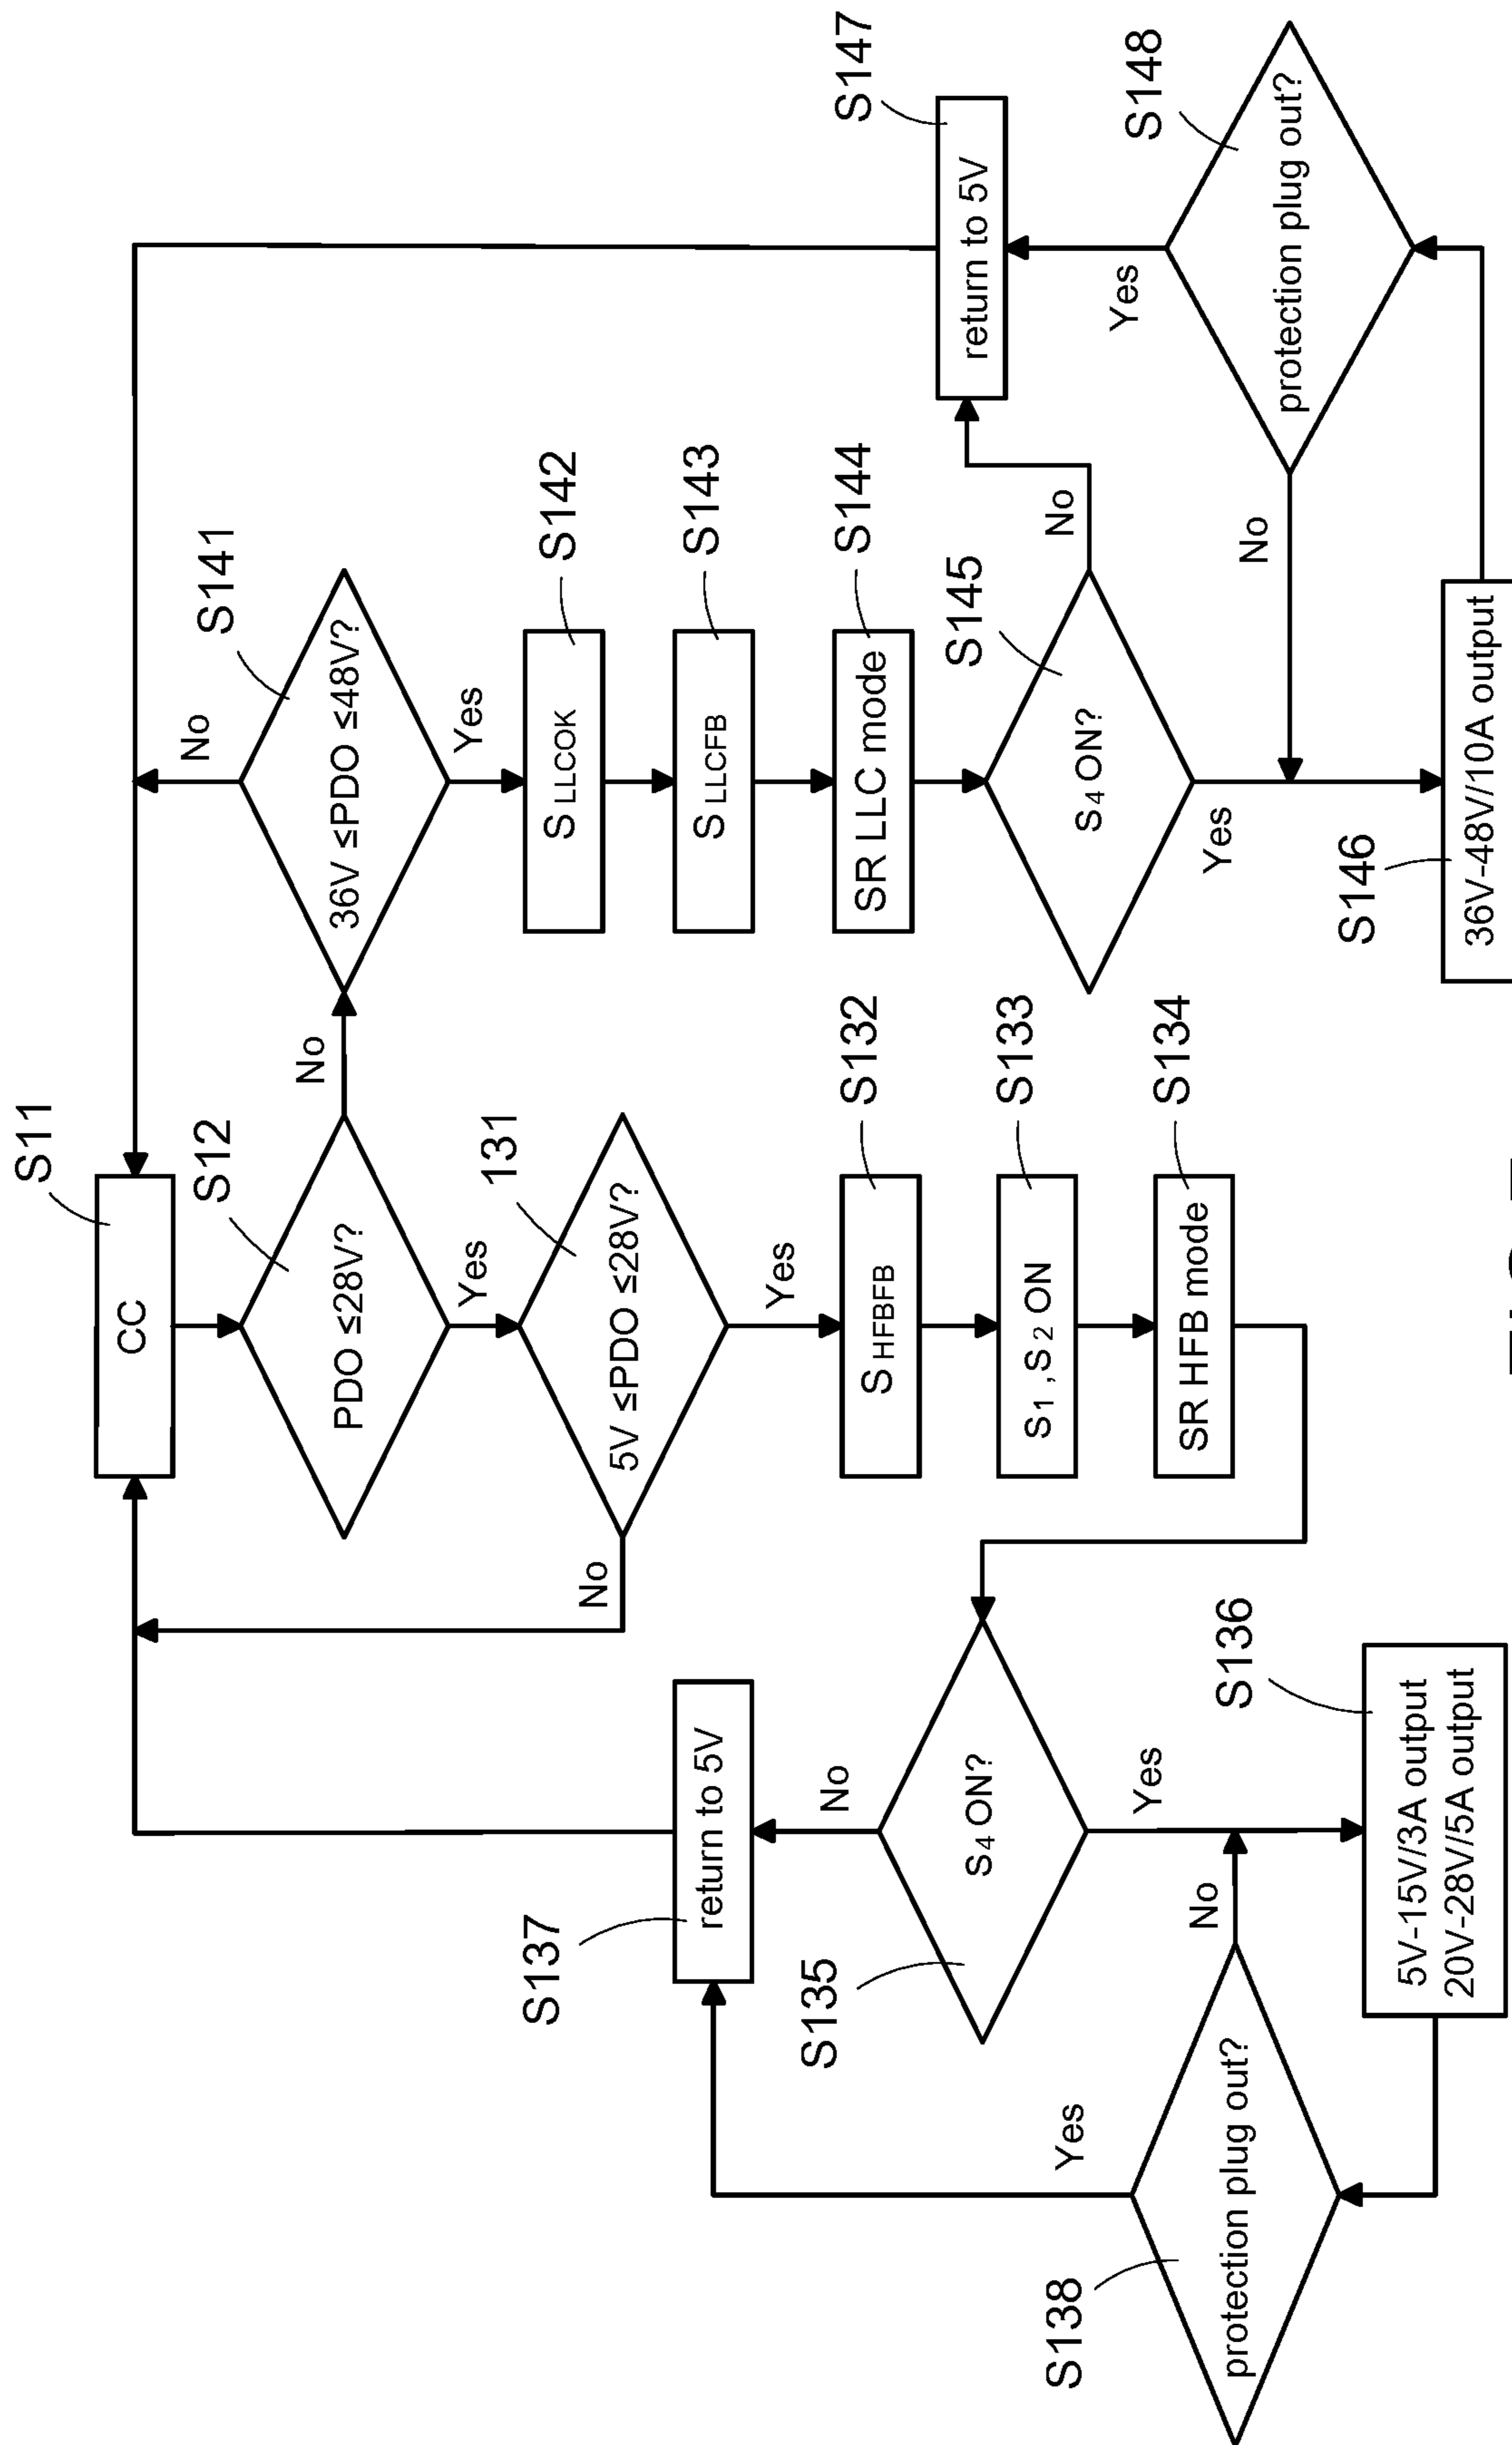 S11
CC
S12
PDO ≤28V?
No
Yes
131
5V ≤PDO ≤28V?
No
Yes
S132
S HFBFB
S133
S1 ,S2 ON
S134
SR HFB mode
S135
S4 ON?
No
Yes
S137
return to 5V
S136
5V-15V/3A output
20V-28V/5A output
S138
protection plug out?
Yes
No
S141
36V ≤PDO ≤48V?
No
Yes
S142
S LLCOK
S143
S LLCFB
S144
SR LLC mode
S145
S4 ON?
No
Yes
S146
36V-48V/10A output
S147
return to 5V
S148
protection plug out?
Yes
No